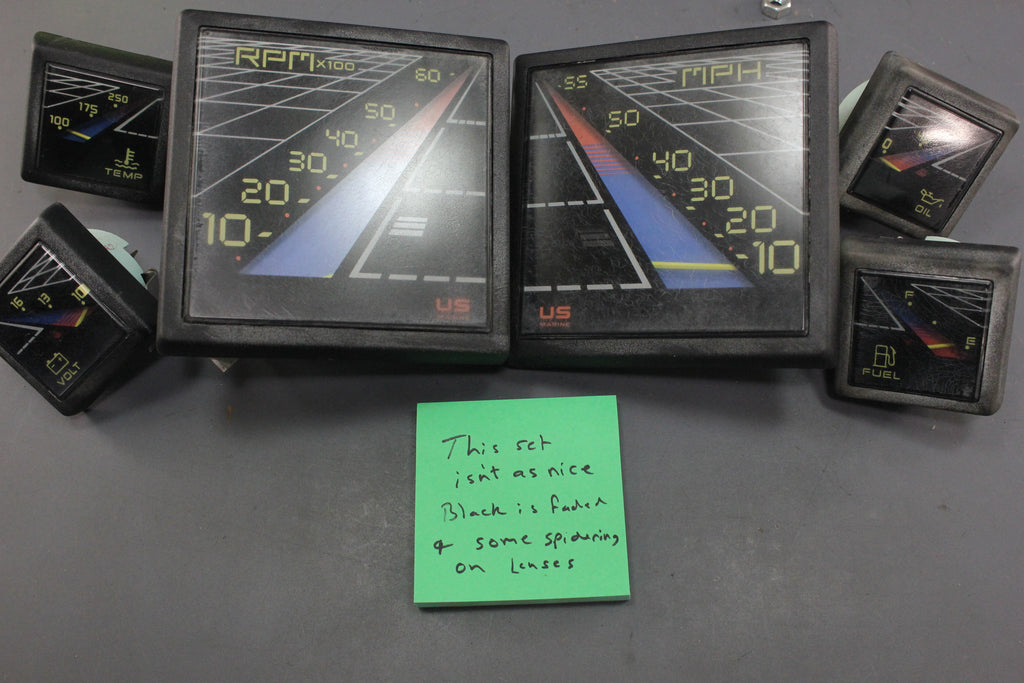 RPM x100
60
50
40
30
20
10
US
MARINE
MPH
55
50
40
30
20
10
US
MARINE
250
175
100
TEMP
16
13
10
VOLT
0
OIL
F
E
FUEL
This set
isn't as nice
Black is faded
& some spidering
on Lenses